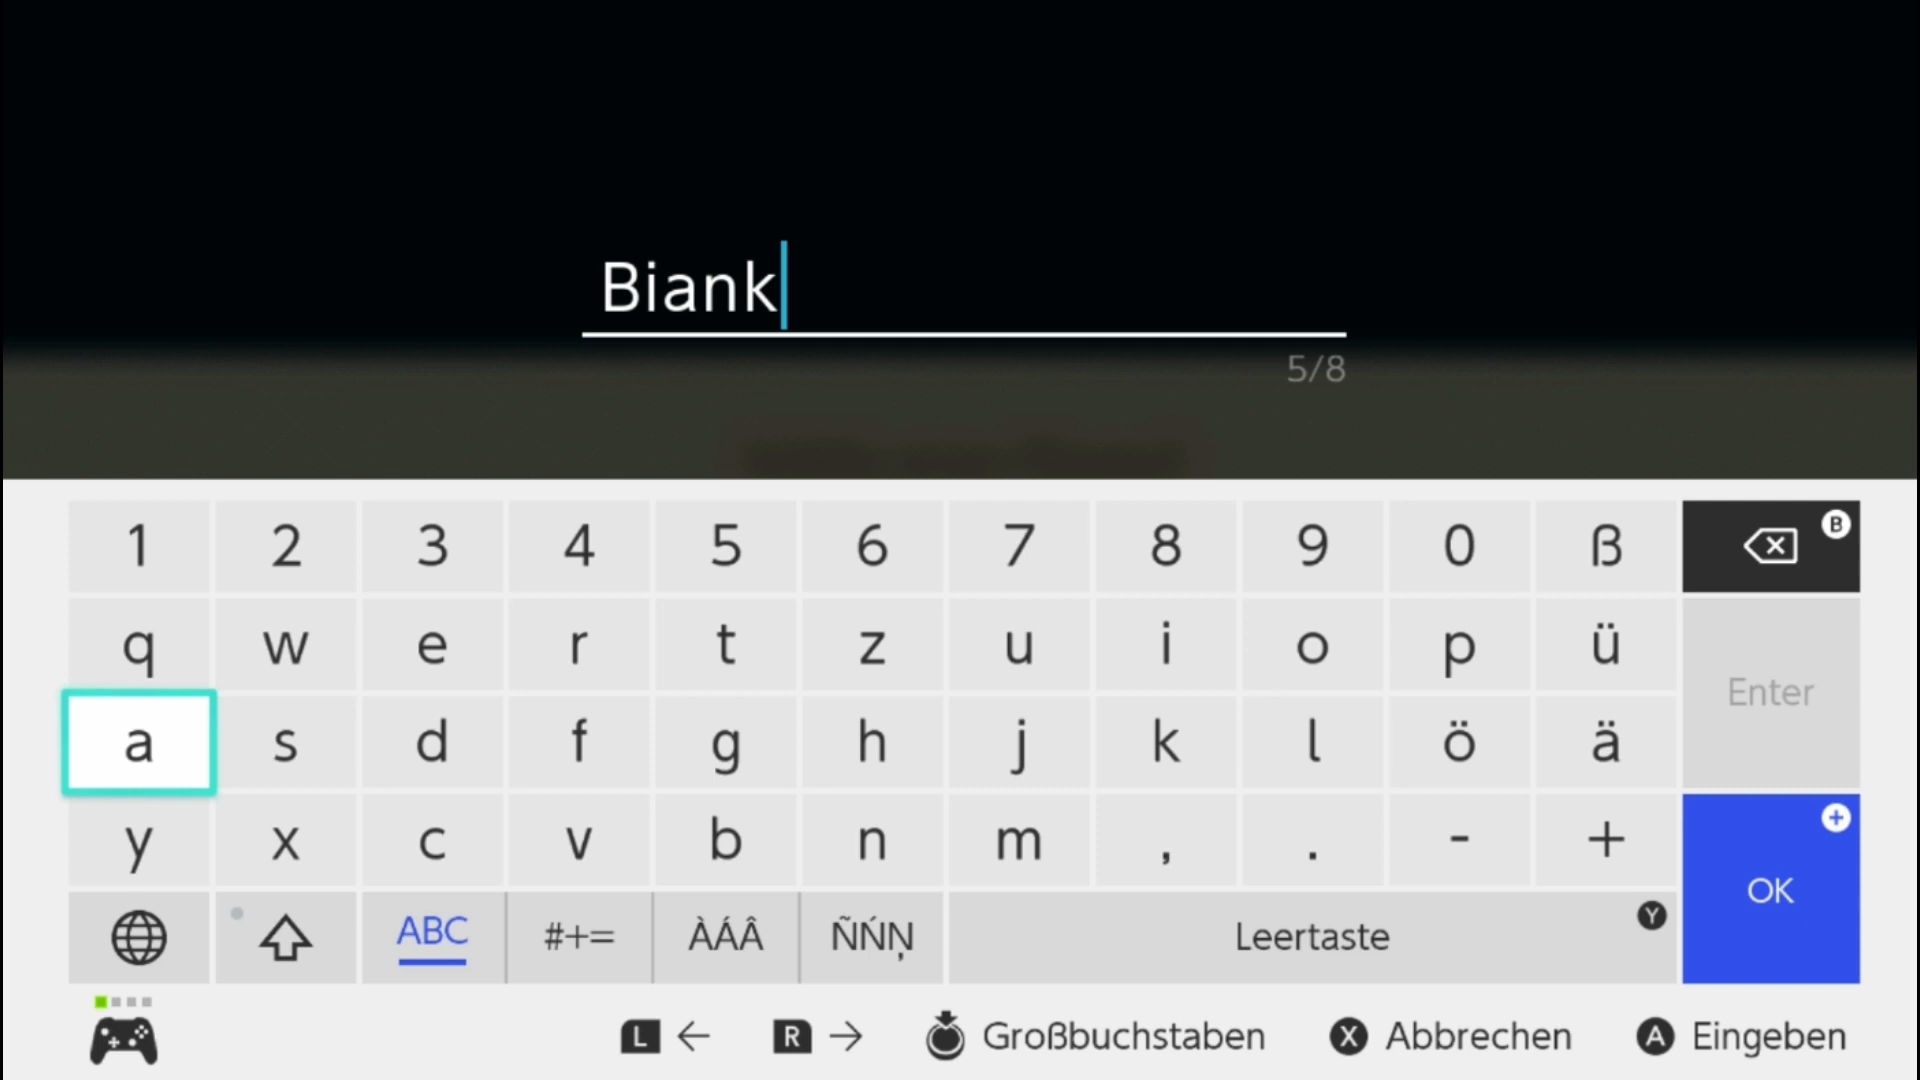 Biank
5/8
1 2 3 4 5 6 7 8 9 0 ß B
q w e r t z u i o p ü
Enter
a s d f g h j k l ö ä
y x c v b n m , . - +
ABC #+= ÀÁÂ ÑŃŅ Leertaste Y
OK
L ← R → Großbuchstaben X Abbrechen A Eingeben